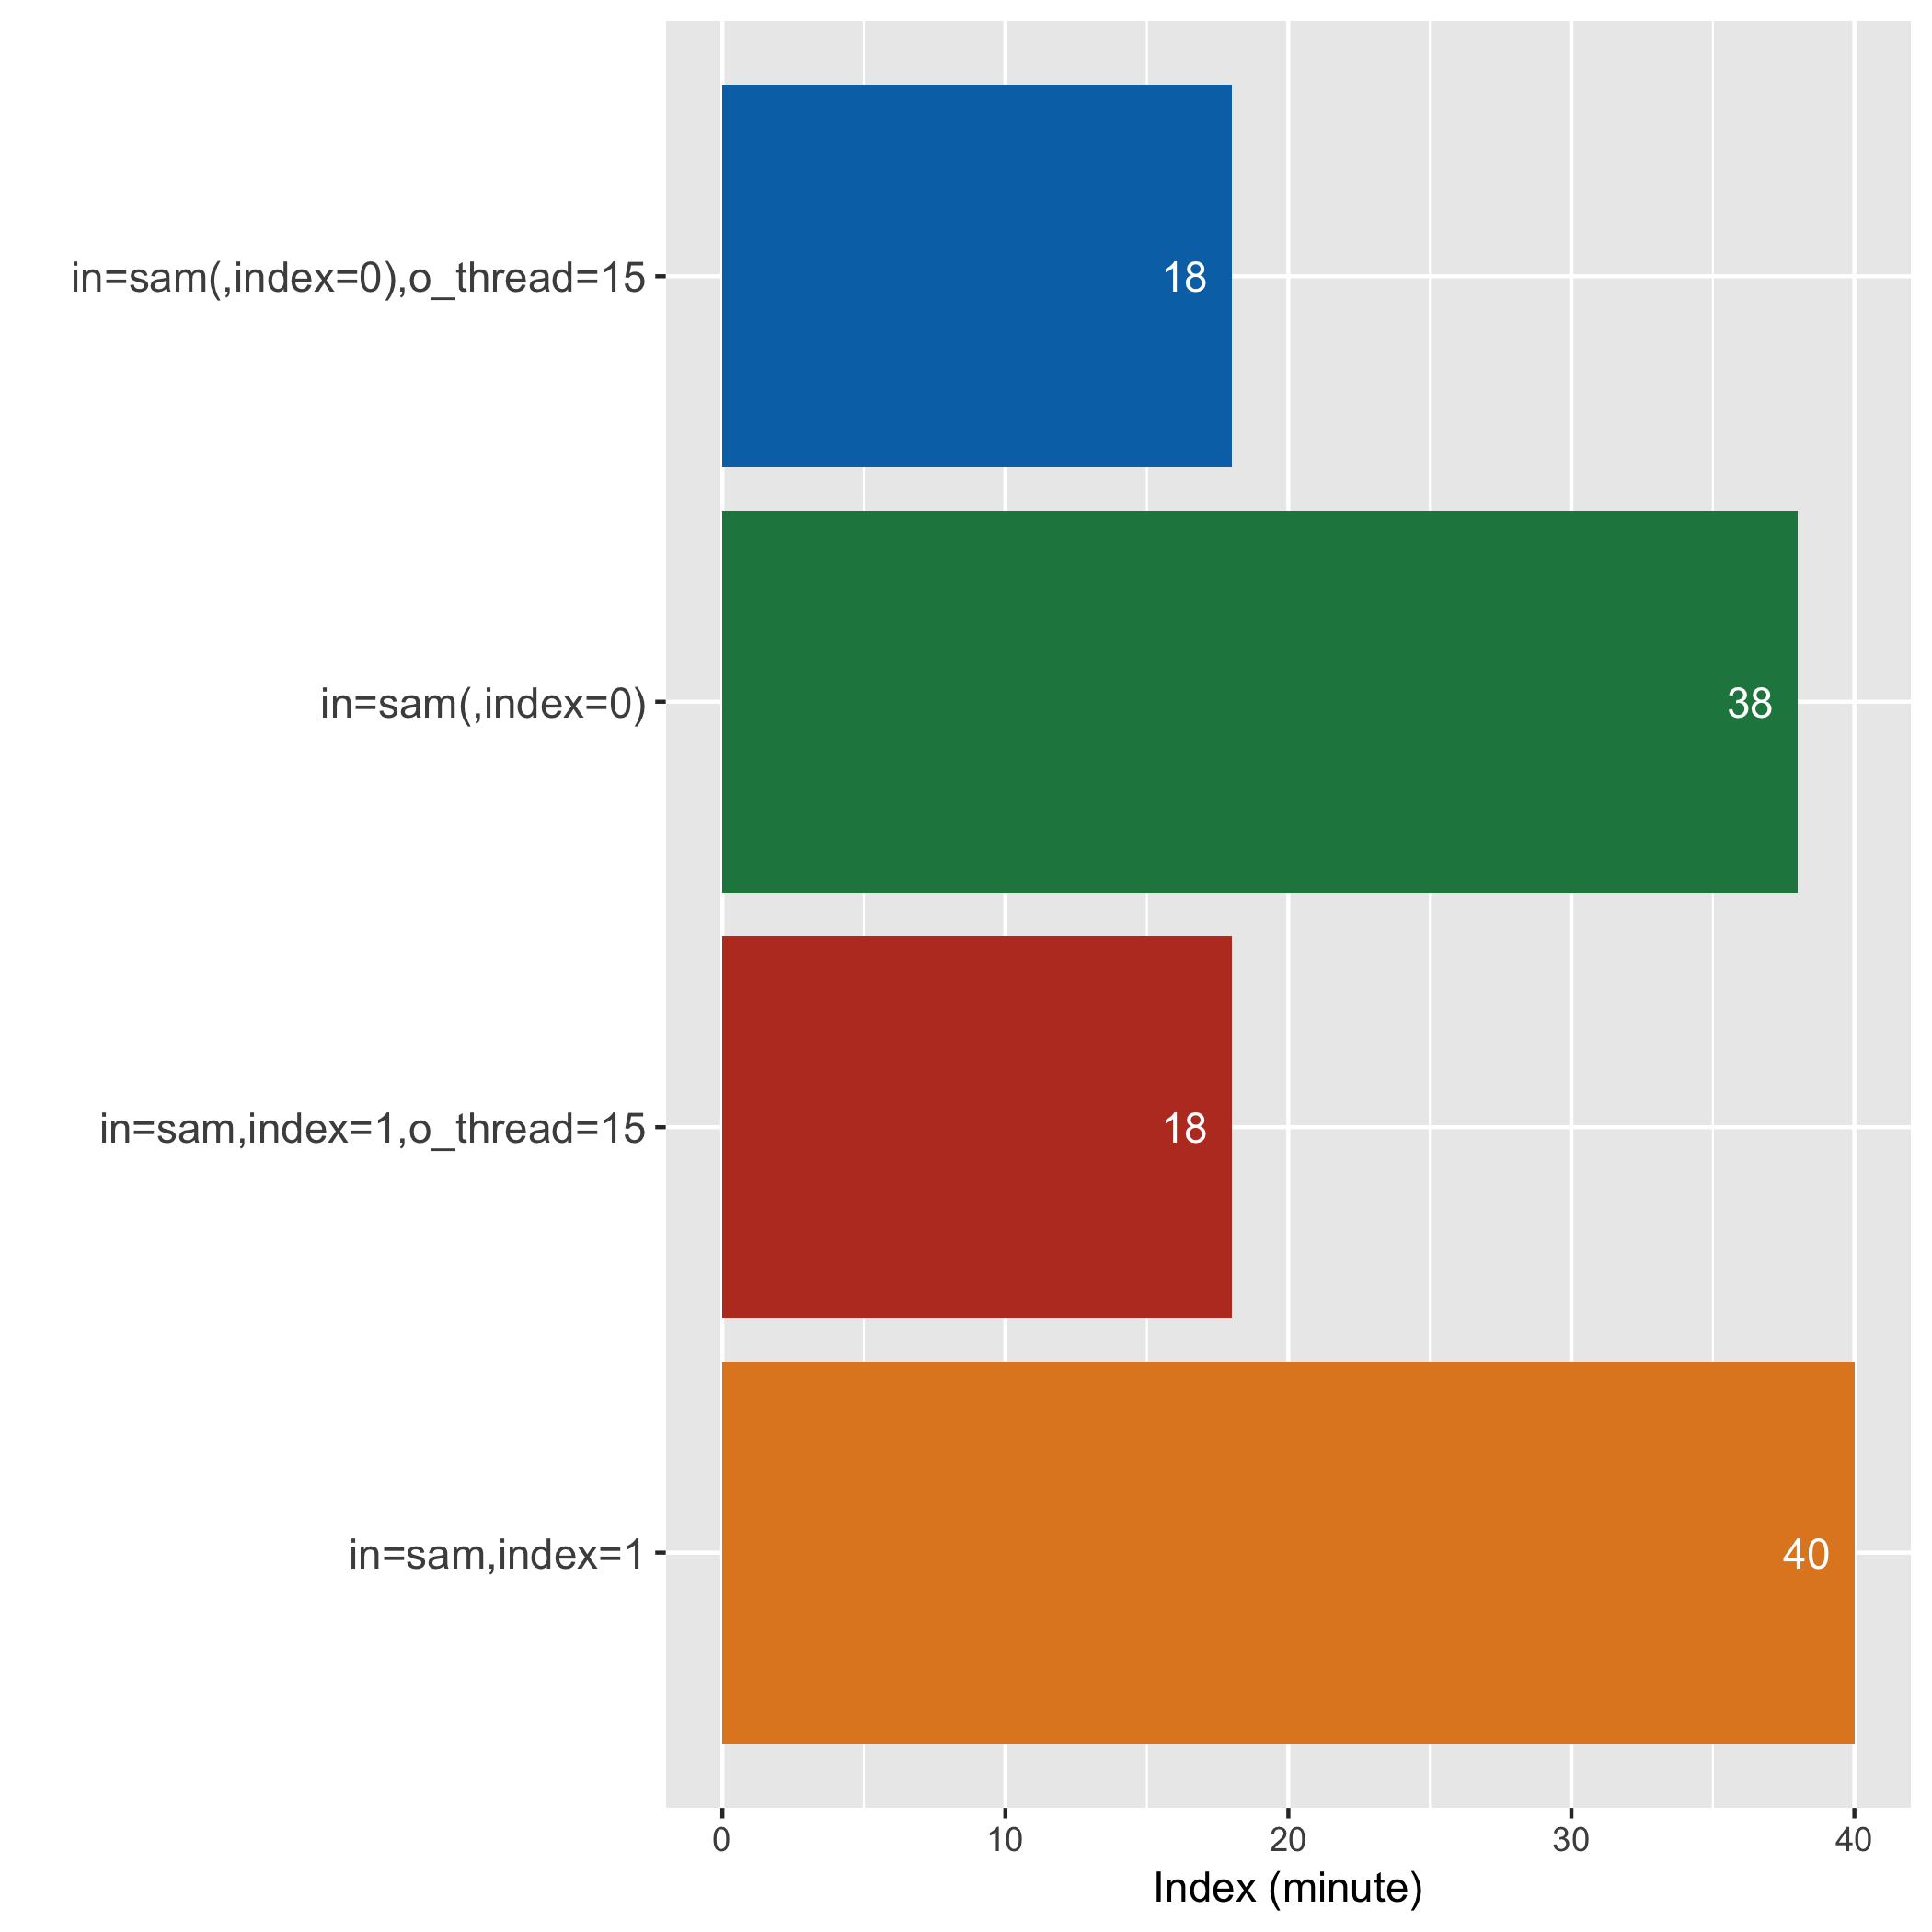 in=sam(,index=0),o_thread=15
18
in=sam(,index=0)
38
in=sam,index=1,o_thread=15
18
in=sam,index=1
40
0 10 20 30 40
Index (minute)